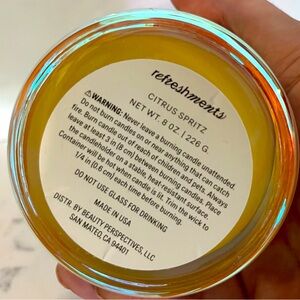 refreshments
CITRUS SPRITZ
NET WT. 8 OZ. | 226 G
⚠WARNING: Never leave a burning candle unattended.
Do not burn candles on or near anything that can catch
fire. Burn candle out of reach of children and pets. Always
leave at least 3 in (8 cm) between burning candles. Place
the candleholder on a stable, heat resistant surface.
Container will be hot when candle is lit. Trim the wick to
1/4 in (0.6 cm) each time before burning.
DO NOT USE GLASS FOR DRINKING
MADE IN USA
DISTR. BY BEAUTY PERSPECTIVES, LLC
SAN MATEO, CA 94401